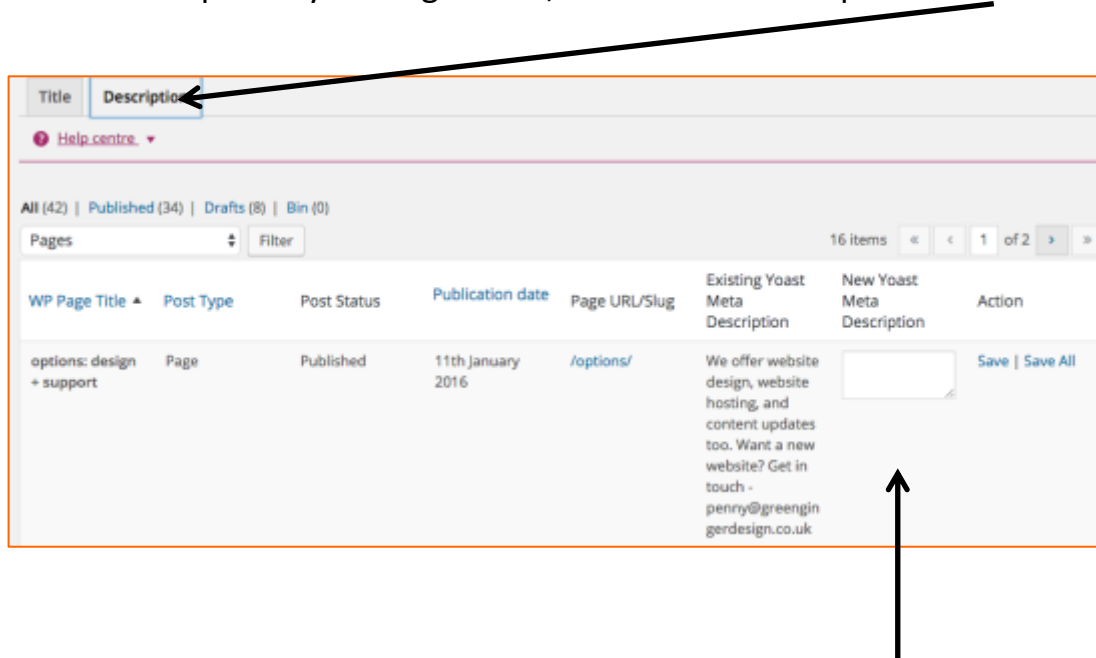 Title Description
Help centre
All (42) | Published (34) | Drafts (8) | Bin (0)
Pages Filter 16 items « ‹ 1 of 2 › »
WP Page Title Post Type Post Status Publication date Page URL/Slug Existing Yoast Meta Description New Yoast Meta Description Action
options: design + support Page Published 11th January 2016 /options/ We offer website design, website hosting, and content updates too. Want a new website? Get in touch - penny@greengingerdesign.co.uk Save | Save All